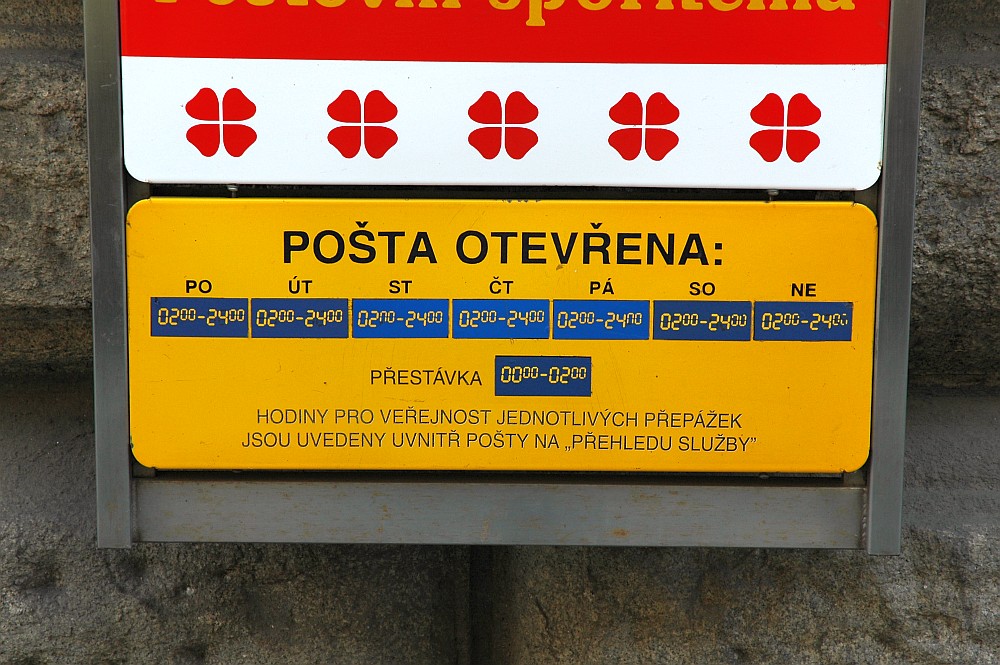 Poštovní spořitelna
POŠTA OTEVŘENA:
PO ÚT ST ČT PÁ SO NE
02⁰⁰-24⁰⁰ 02⁰⁰-24⁰⁰ 02⁰⁰-24⁰⁰ 02⁰⁰-24⁰⁰ 02⁰⁰-24⁰⁰ 02⁰⁰-24⁰⁰ 02⁰⁰-24⁰⁰
PŘESTÁVKA 00⁰⁰-02⁰⁰
HODINY PRO VEŘEJNOST JEDNOTLIVÝCH PŘEPÁŽEK
JSOU UVEDENY UVNITŘ POŠTY NA „PŘEHLEDU SLUŽBY”